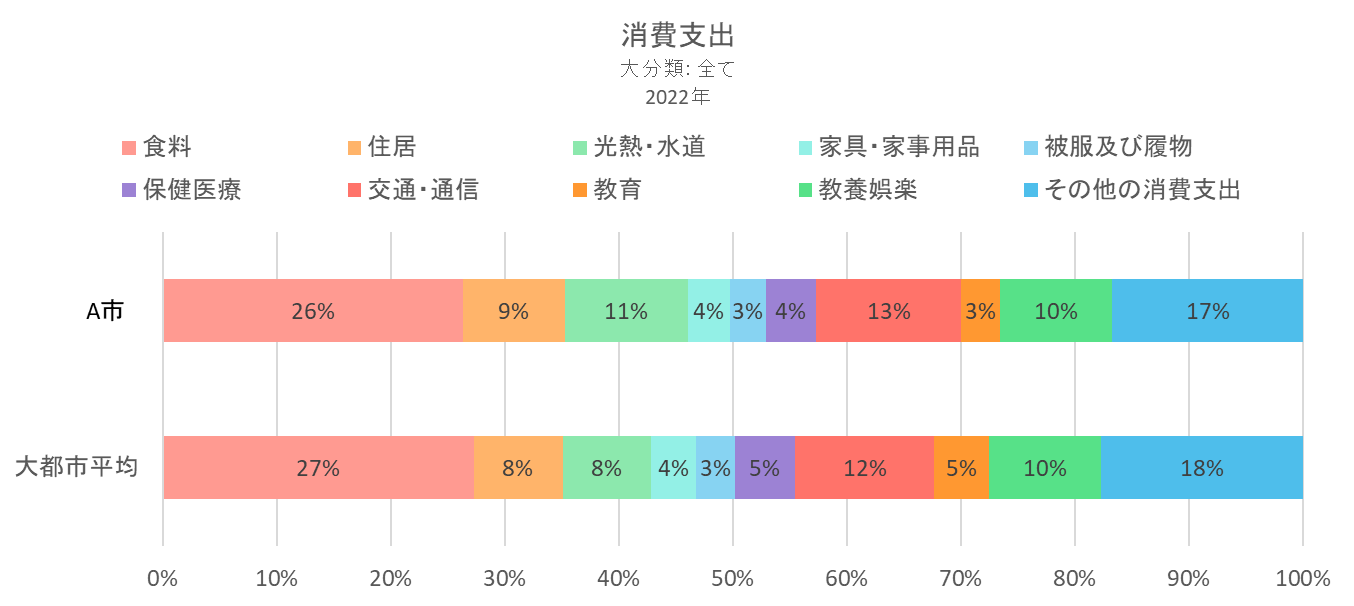 消費支出
大分類: 全て
2022年
食料 住居 光熱・水道 家具・家事用品 被服及び履物
保健医療 交通・通信 教育 教養娯楽 その他の消費支出
A市 26% 9% 11% 4% 3% 4% 13% 3% 10% 17%
大都市平均 27% 8% 8% 4% 3% 5% 12% 5% 10% 18%
0% 10% 20% 30% 40% 50% 60% 70% 80% 90% 100%